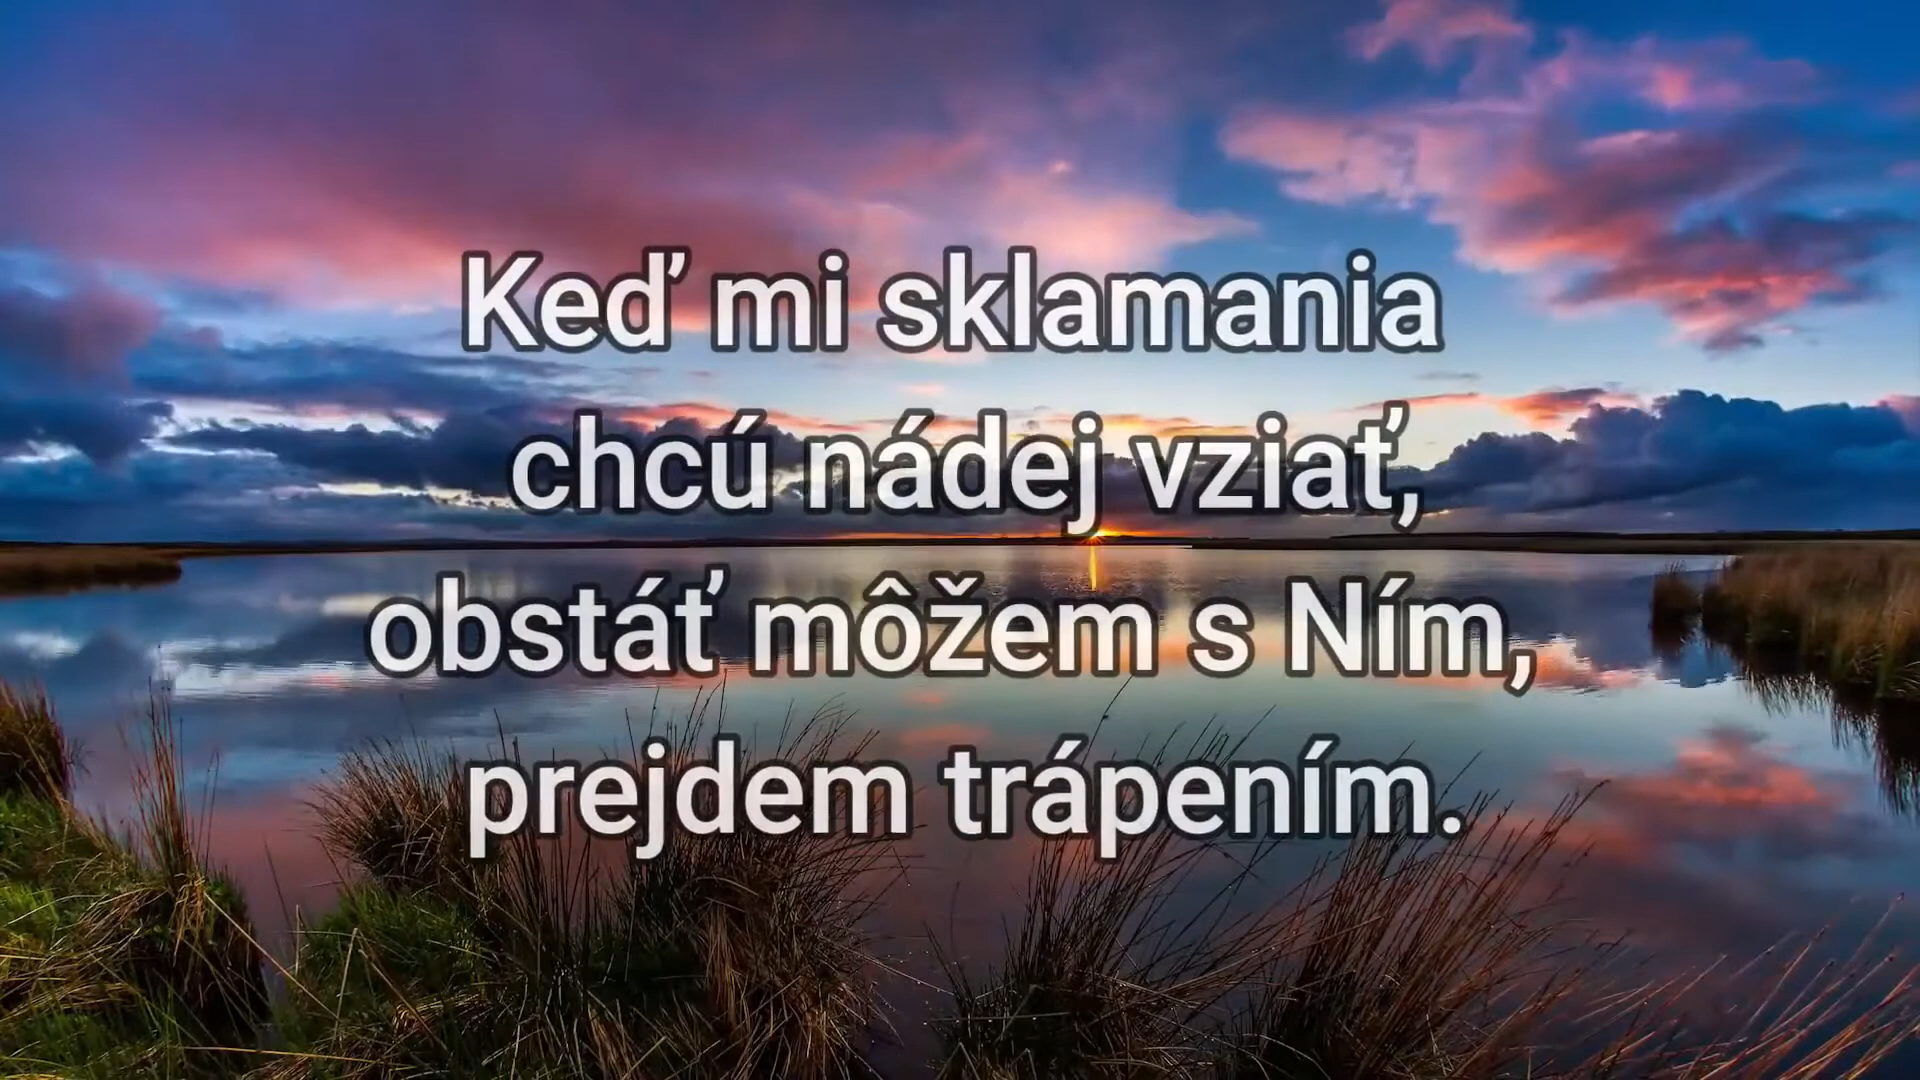 Keď mi sklamania
chcú nádej vziať,
obstáť môžem s Ním,
prejdem trápením.